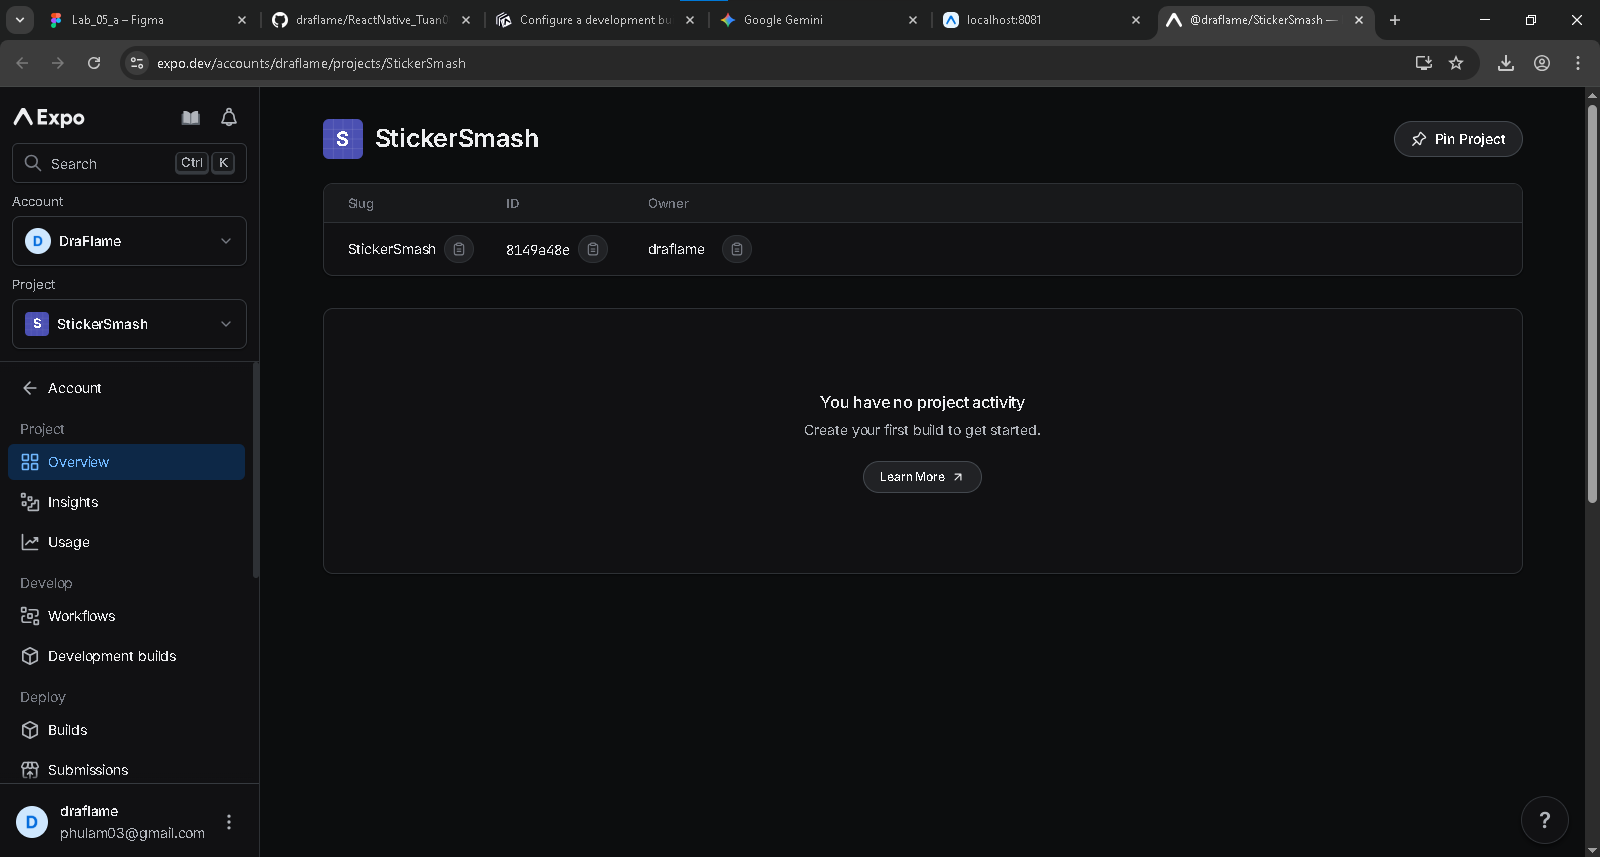 Lab_05_a – Figma
draflame/ReactNative_Tuan0
Configure a development bu
Google Gemini
localhost:8081
@draflame/StickerSmash —
expo.dev/accounts/draflame/projects/StickerSmash
Expo
Search
Ctrl
K
Account
D
DraFlame
Project
S
StickerSmash
Account
Project
Overview
Insights
Usage
Develop
Workflows
Development builds
Deploy
Builds
Submissions
D
draflame
phulam03@gmail.com
S
StickerSmash
Pin Project
Slug
ID
Owner
StickerSmash
8149a48e
draflame
You have no project activity
Create your first build to get started.
Learn More
?